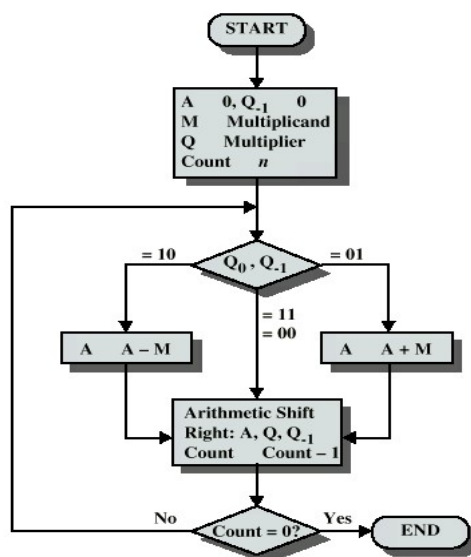 START
A 0, Q-1 0
M Multiplicand
Q Multiplier
Count n
= 10
Q0 , Q-1
= 01
= 11
= 00
A A – M
A A + M
Arithmetic Shift
Right: A, Q, Q-1
Count Count – 1
No
Count = 0?
Yes
END